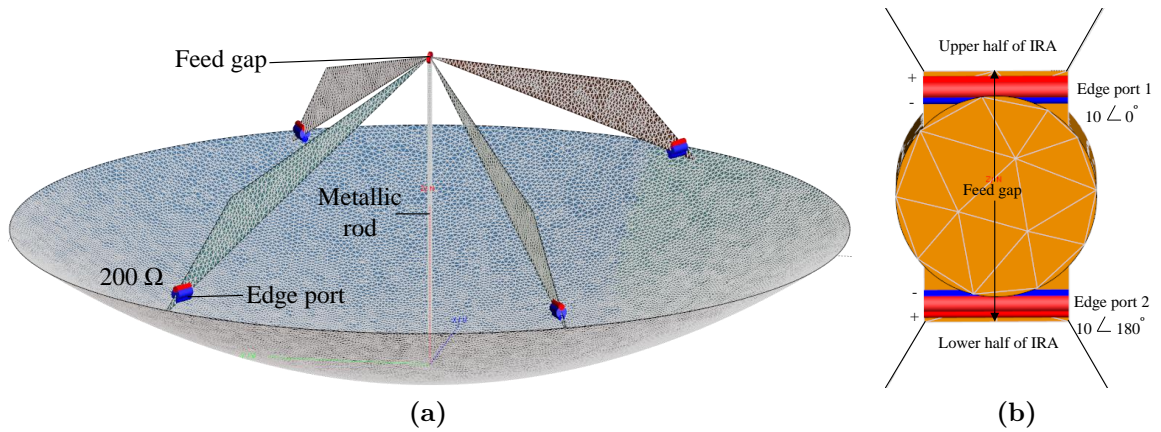 Feed gap
Metallic
rod
200 Ω
Edge port
(a)
Upper half of IRA
+
-
Edge port 1
10 ∠ 0°
Feed gap
-
+
Edge port 2
10 ∠ 180°
Lower half of IRA
(b)